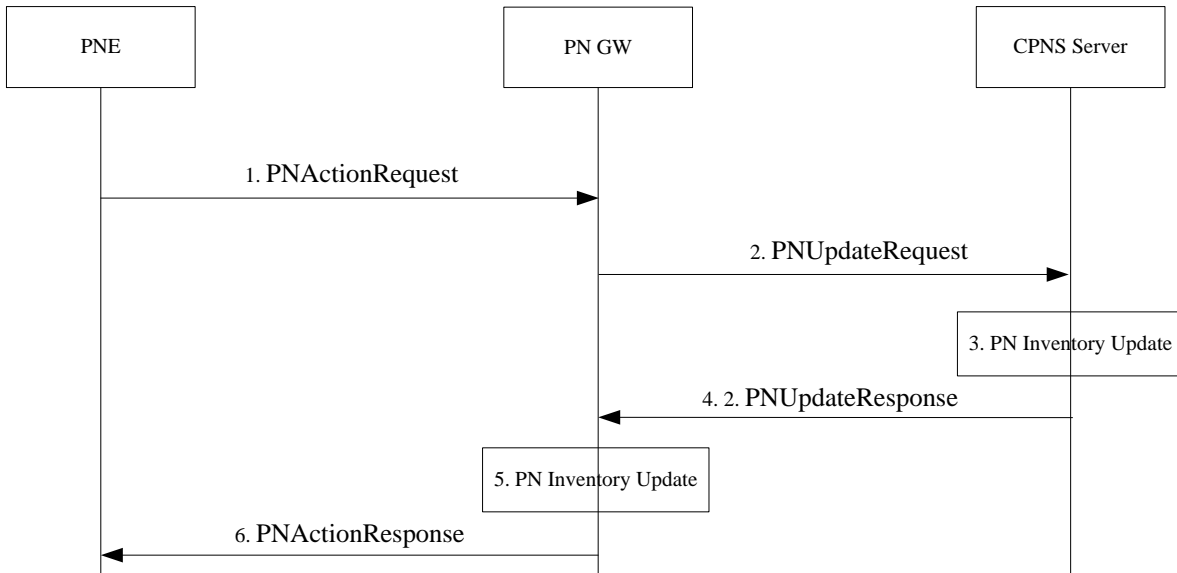 PNE
PN GW
CPNS Server
1. PNActionRequest
2. PNUpdateRequest
3. PN Inventory Update
4. 2. PNUpdateResponse
5. PN Inventory Update
6. PNActionResponse